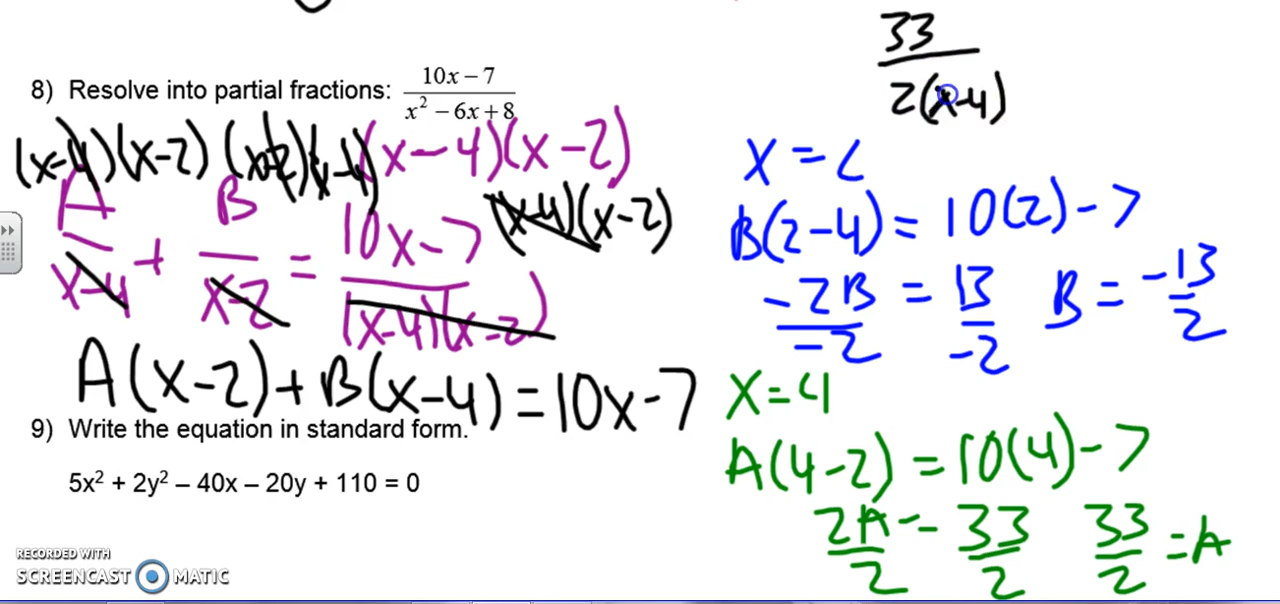 33
2(x-4)
8) Resolve into partial fractions: 10x – 7
x² – 6x + 8
(x-4)(x-2) (x-2)(x-4) (x-4)(x-2)
A + B = 10x-7 (x-4)(x-2)
x-4 x-2 (x-4)(x-2)
A(x-2)+B(x-4)=10x-7
x=2
B(2-4)=10(2)-7
-2B = 13 B = -13
-2 -2 2
x=4
A(4-2)=10(4)-7
2A = 33 33 = A
2 2 2
9) Write the equation in standard form.
5x² + 2y² – 40x – 20y + 110 = 0
RECORDED WITH
SCREENCAST MATIC